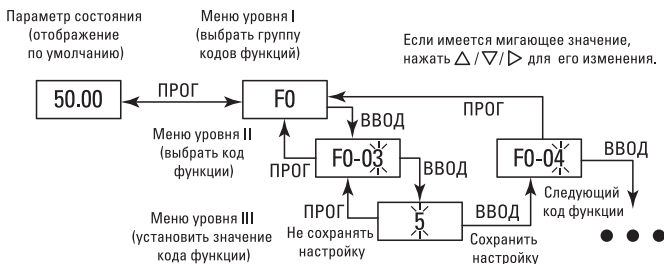 Параметр состояния
(отображение
по умолчанию)
Меню уровня I
(выбрать группу
кодов функций)
Если имеется мигающее значение,
нажать △ / ▽ / ▷ для его изменения.
50.00
ПРОГ
F0
ПРОГ
ВВОД
Меню уровня II
(выбрать код
функции)
ПРОГ
F0-03
ВВОД
F0-04
ВВОД
Меню уровня III
(установить значение
кода функции)
ПРОГ
Не сохранять
настройку
5
ВВОД
Сохранить
настройку
Следующий
код функции
● ● ●